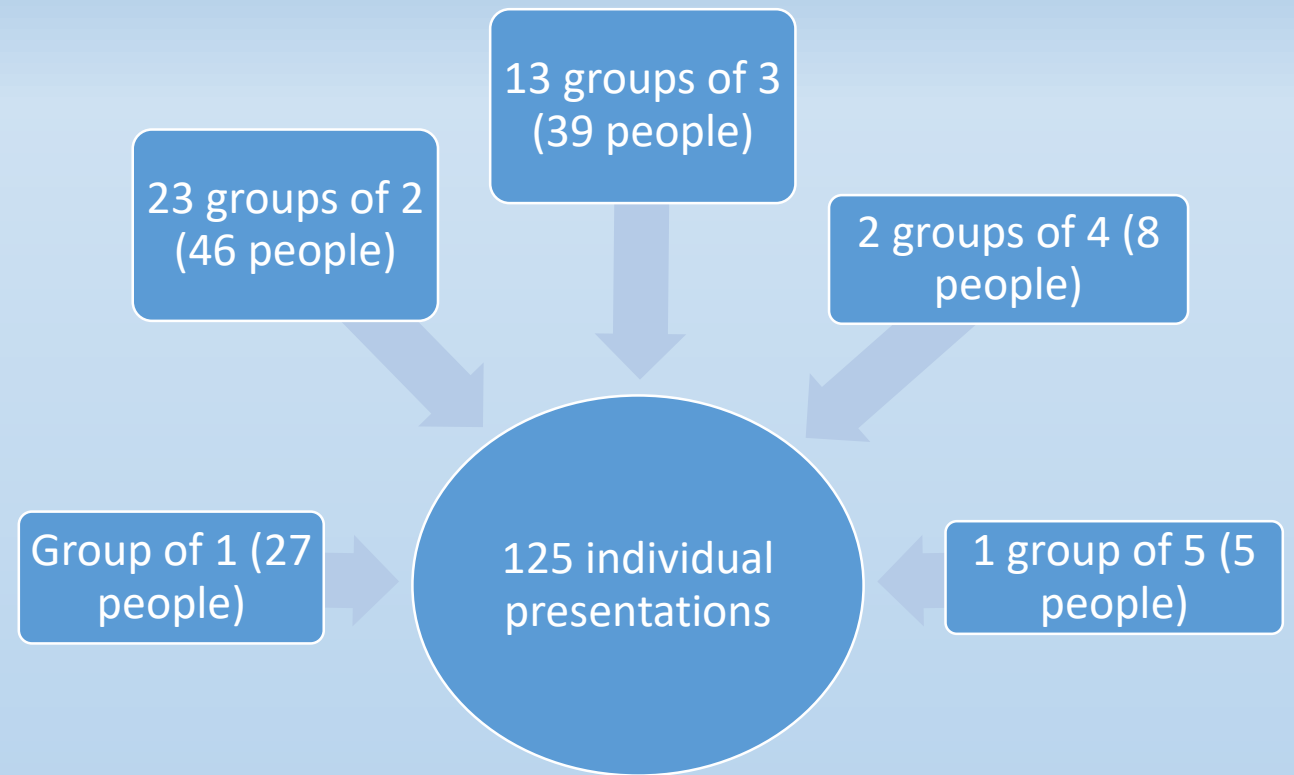 13 groups of 3
(39 people)
23 groups of 2
(46 people)
2 groups of 4 (8
people)
Group of 1 (27
people)
125 individual
presentations
1 group of 5 (5
people)